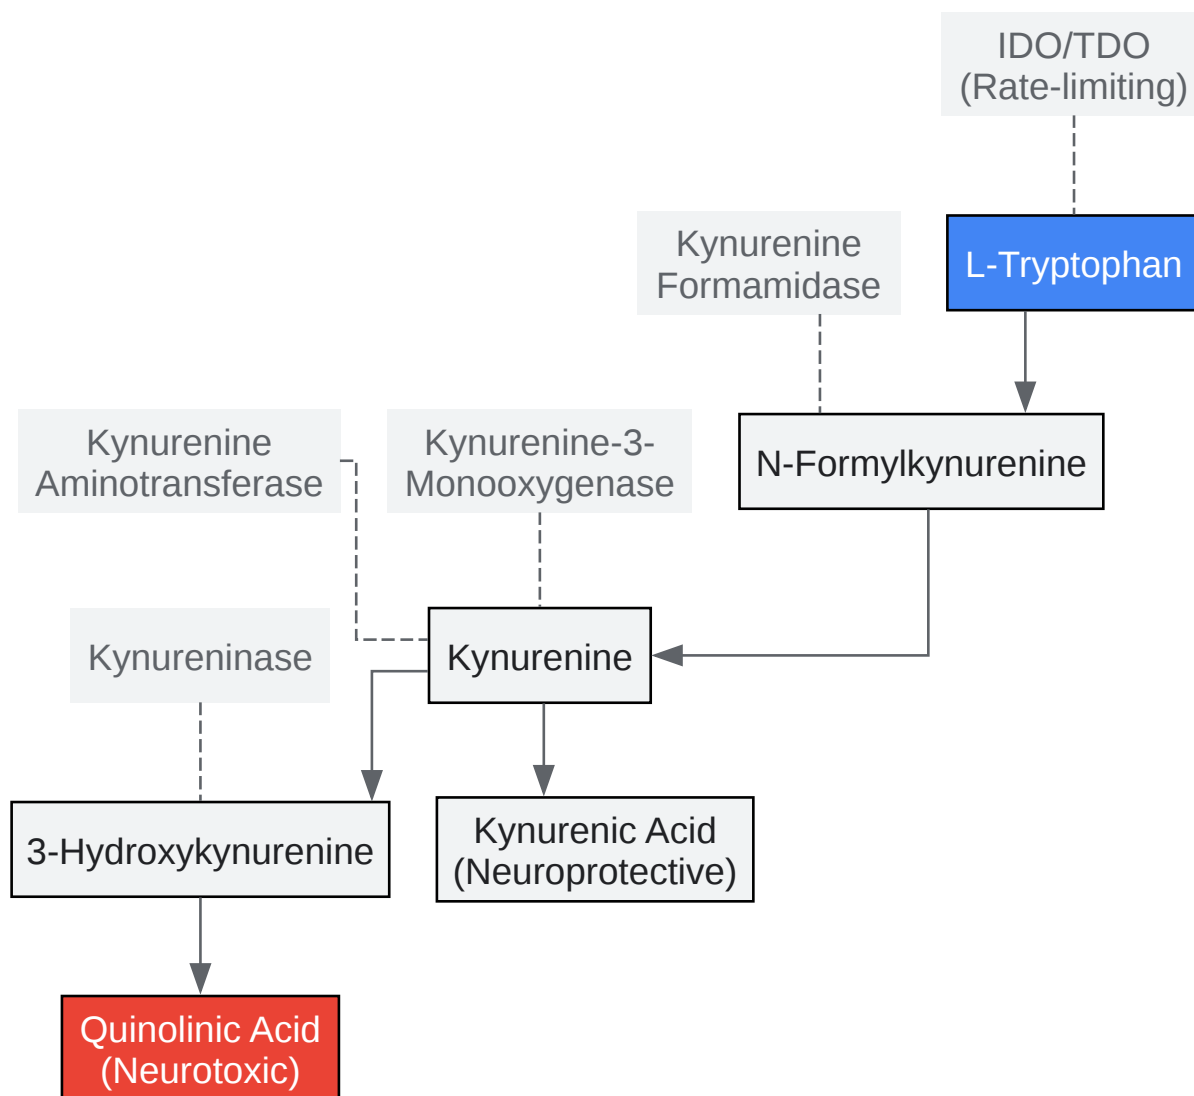 IDO/TDO
(Rate-limiting)
Kynurenine
Formamidase
L-Tryptophan
Kynurenine
Aminotransferase
Kynurenine-3-
Monooxygenase
N-Formylkynurenine
Kynureninase
Kynurenine
3-Hydroxykynurenine
Kynurenic Acid
(Neuroprotective)
Quinolinic Acid
(Neurotoxic)